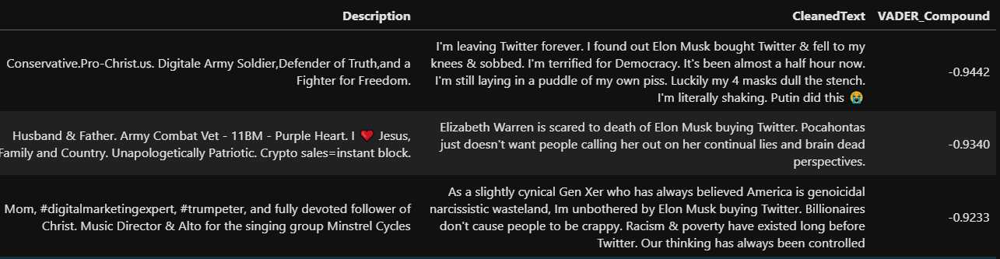 Description CleanedText VADER_Compound
Conservative.Pro-Christ.us. Digitale Army Soldier,Defender of Truth,and a
Fighter for Freedom.
I'm leaving Twitter forever. I found out Elon Musk bought Twitter & fell to my
knees & sobbed. I'm terrified for Democracy. It's been almost a half hour now.
I'm still laying in a puddle of my own piss. Luckily my 4 masks dull the stench.
I'm literally shaking. Putin did this 😭
-0.9442
Husband & Father. Army Combat Vet - 11BM - Purple Heart. I ❤️ Jesus,
Family and Country. Unapologetically Patriotic. Crypto sales=instant block.
Elizabeth Warren is scared to death of Elon Musk buying Twitter. Pocahontas
just doesn't want people calling her out on her continual lies and brain dead
perspectives.
-0.9340
Mom, #digitalmarketingexpert, #trumpeter, and fully devoted follower of
Christ. Music Director & Alto for the singing group Minstrel Cycles
As a slightly cynical Gen Xer who has always believed America is genoicidal
narcissistic wasteland, Im unbothered by Elon Musk buying Twitter. Billionaires
don't cause people to be crappy. Racism & poverty have existed long before
Twitter. Our thinking has always been controlled
-0.9233